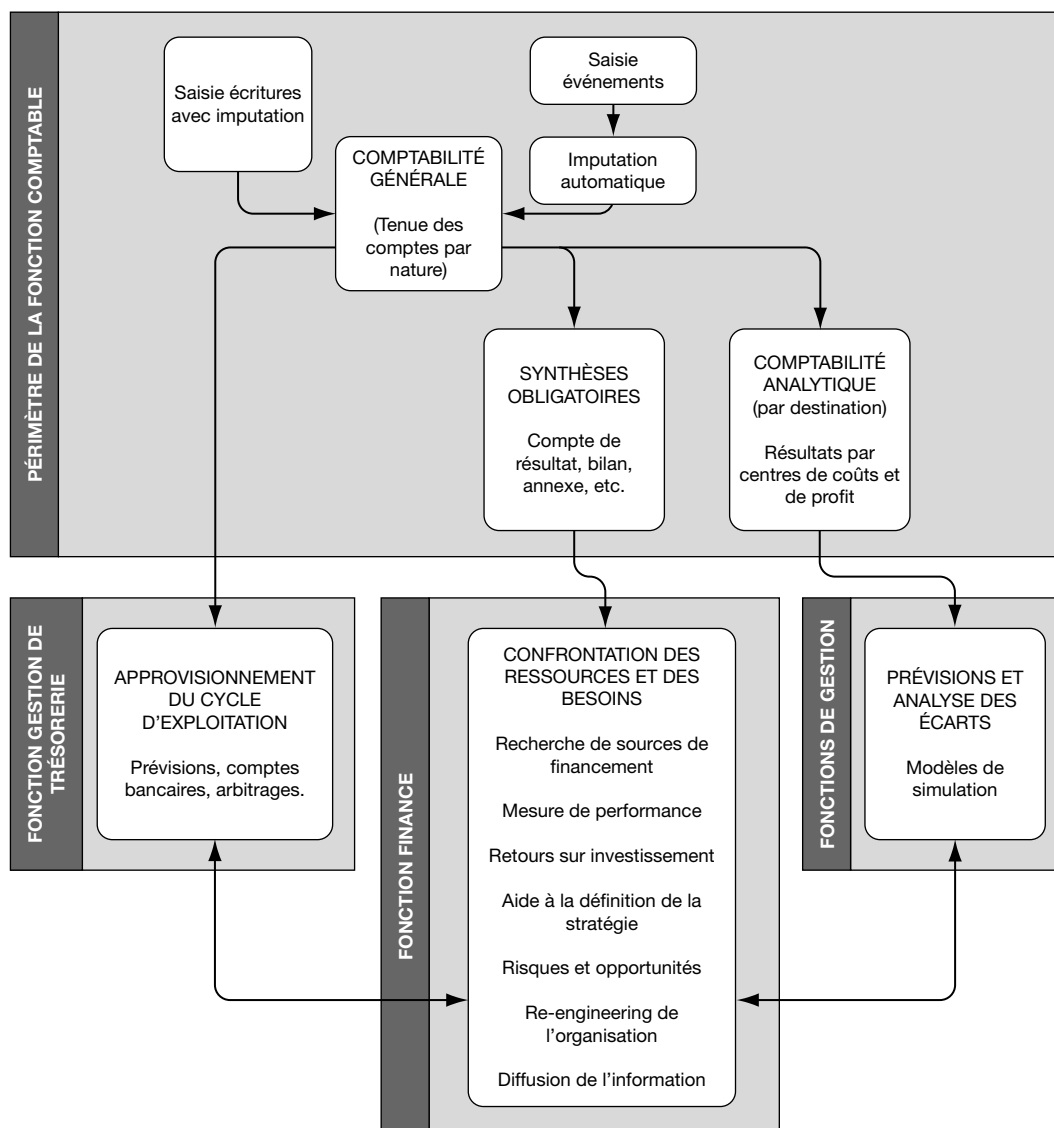 PÉRIMÈTRE DE LA FONCTION COMPTABLE
Saisie écritures
avec imputation
Saisie
événements
Imputation
automatique
COMPTABILITÉ
GÉNÉRALE
(Tenue des
comptes par
nature)
SYNTHÈSES
OBLIGATOIRES
Compte de
résultat, bilan,
annexe, etc.
COMPTABILITÉ
ANALYTIQUE
(par destination)
Résultats par
centres de coûts et
de profit
FONCTION GESTION DE
TRÉSORERIE
APPROVISIONNEMENT
DU CYCLE
D’EXPLOITATION
Prévisions, comptes
bancaires, arbitrages.
FONCTION FINANCE
CONFRONTATION DES
RESSOURCES ET DES
BESOINS
Recherche de sources de
financement
Mesure de performance
Retours sur investissement
Aide à la définition de la
stratégie
Risques et opportunités
Re-engineering de
l’organisation
Diffusion de l’information
FONCTIONS DE GESTION
PRÉVISIONS ET
ANALYSE DES
ÉCARTS
Modèles de
simulation